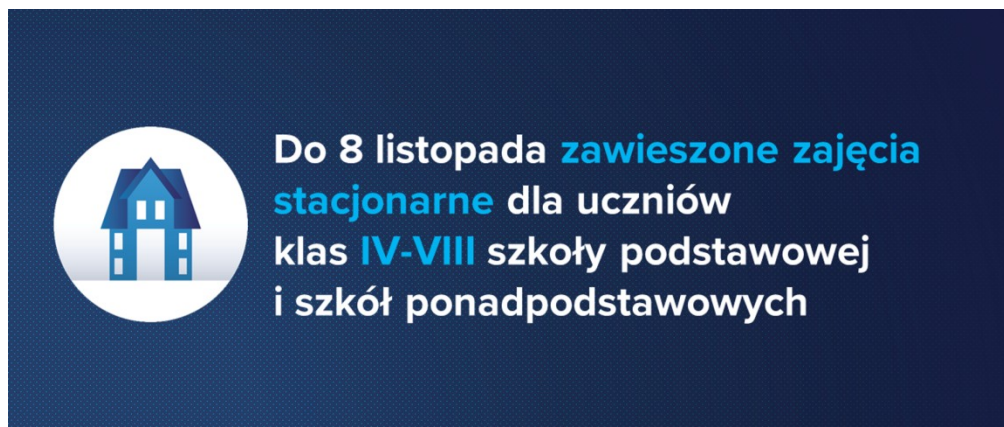 Do 8 listopada zawieszone zajęcia
stacjonarne dla uczniów
klas IV-VIII szkoły podstawowej
i szkół ponadpodstawowych